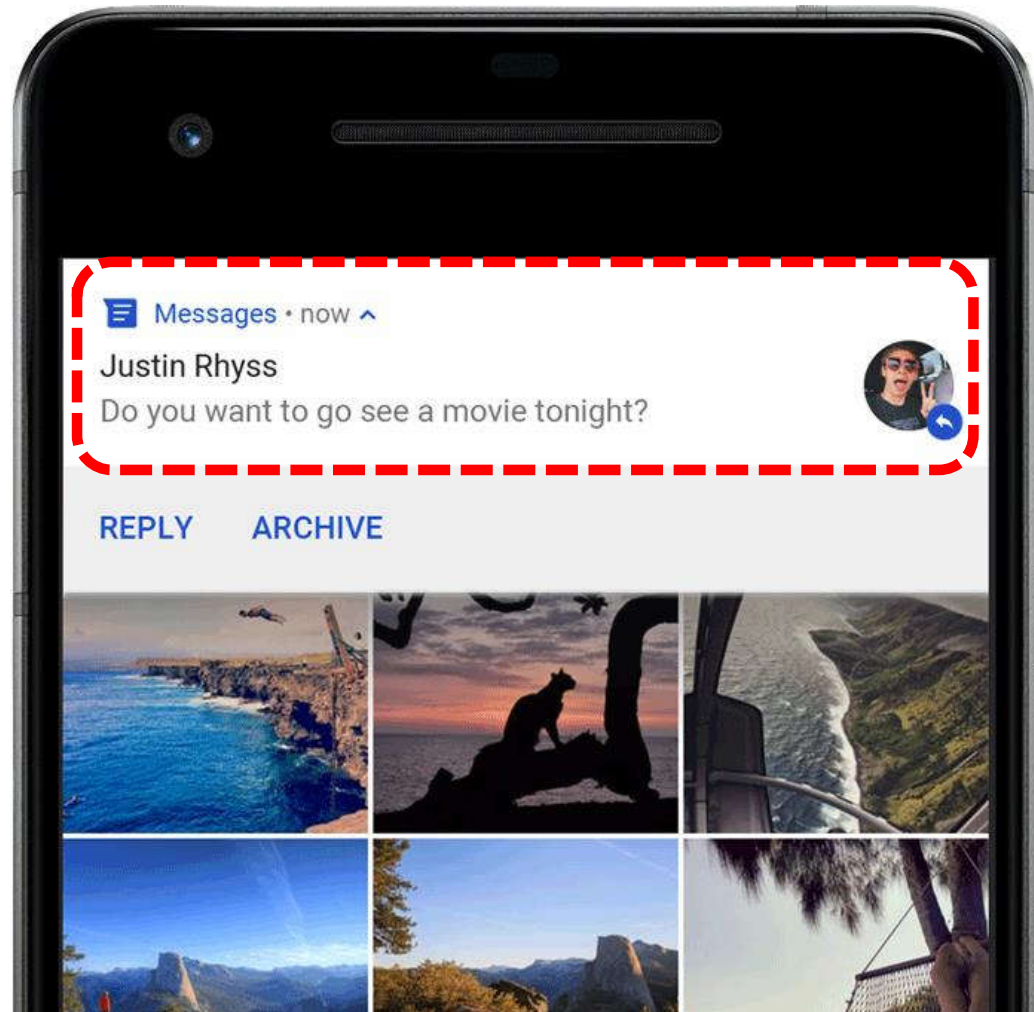 Messages • now
Justin Rhyss
Do you want to go see a movie tonight?
REPLY ARCHIVE